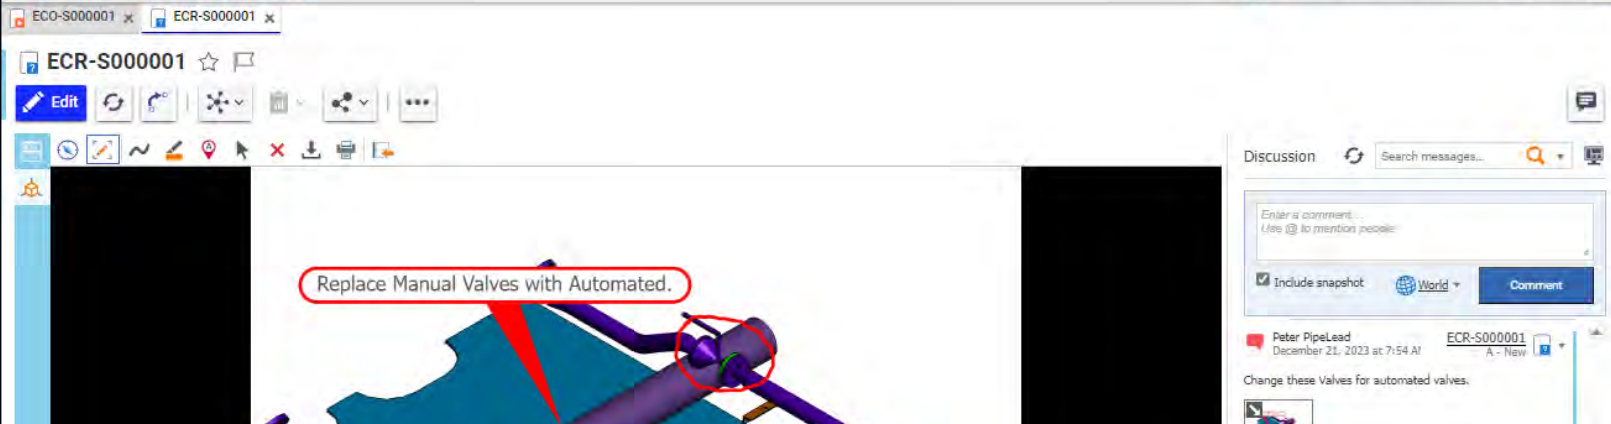 ECO-S000001
ECR-S000001
ECR-S000001
Edit
Discussion
Search messages...
Enter a comment...
Use @ to mention people
Include snapshot
World
Comment
Replace Manual Valves with Automated.
Peter PipeLead
ECR-S000001
December 21, 2023 at 7:54 AM
A - New
Change these Valves for automated valves.